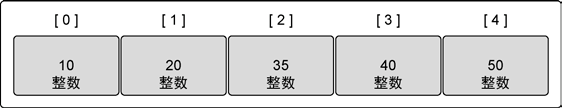 [ 0 ] [ 1 ] [ 2 ] [ 3 ] [ 4 ]
10 20 35 40 50
整数 整数 整数 整数 整数